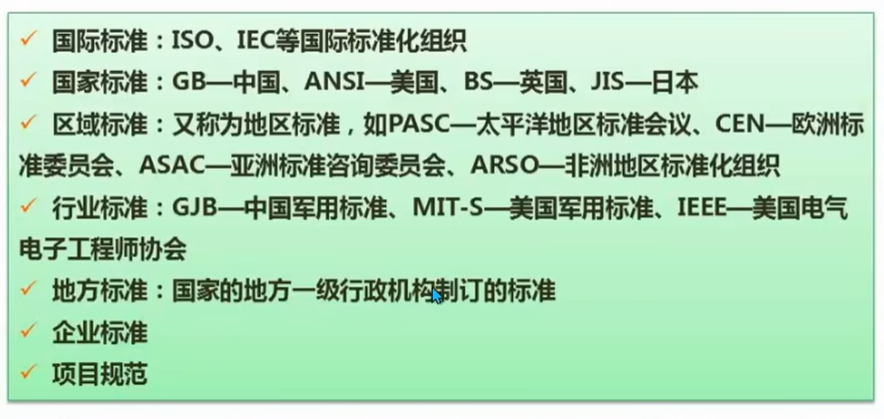 ✓ 国际标准：ISO、IEC等国际标准化组织
✓ 国家标准：GB—中国、ANSI—美国、BS—英国、JIS—日本
✓ 区域标准：又称为地区标准，如PASC—太平洋地区标准会议、CEN—欧洲标
准委员会、ASAC—亚洲标准咨询委员会、ARSO—非洲地区标准化组织
✓ 行业标准：GJB—中国军用标准、MIT-S—美国军用标准、IEEE—美国电气
电子工程师协会
✓ 地方标准：国家的地方一级行政机构制订的标准
✓ 企业标准
✓ 项目规范